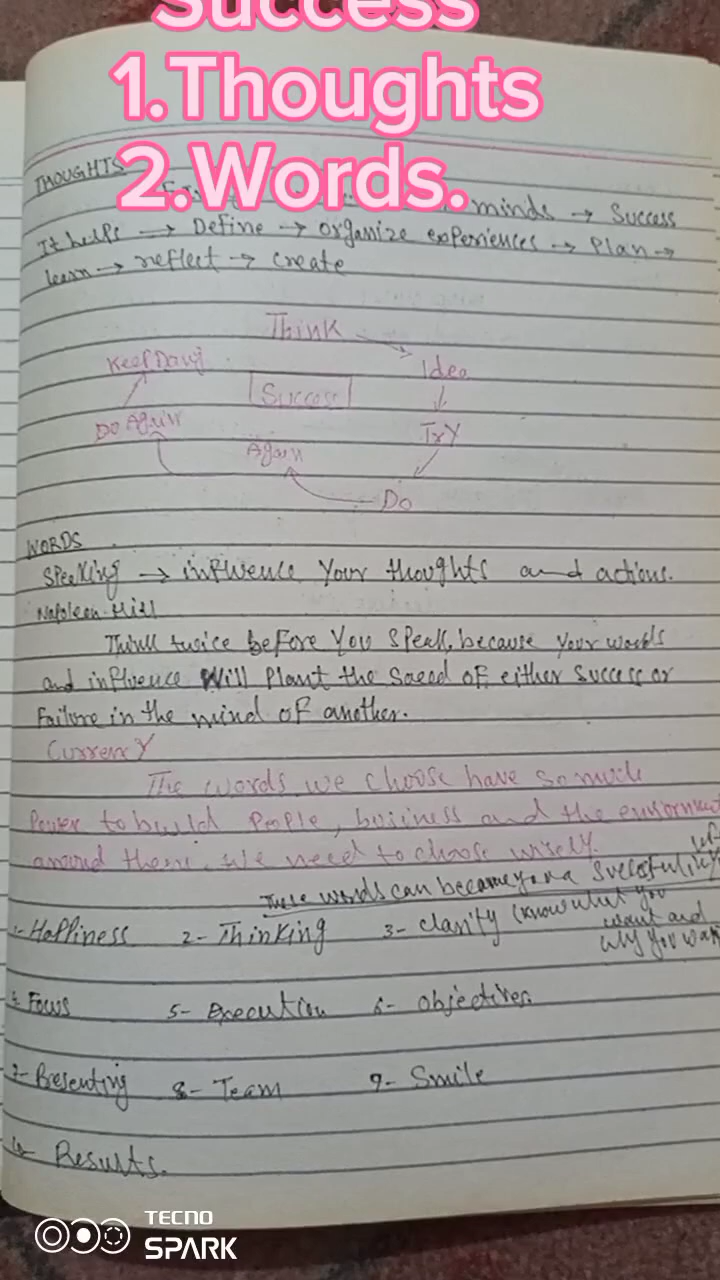 Success
1.Thoughts
2.Words.
THOUGHTS
minds → Success
It helps → Define → organize experiences → Plan →
learn → reflect → create
Think
Idea
Keep Doing
Success
Do Again
Try
Again
Do
WORDS
Speaking → influence Your thoughts and actions.
Napoleon Hill
Think twice before You Speak, because Your words
and influence Will Plant the Saeed of either Success or
Failure in the mind of another.
Currency
The words we choose have so much
Power to build People, business and the enviornment
around them. We need to choose wisely.
These words can become
1- Happiness 2- Thinking 3- clarity (know what you
want and
why you want
4- Focus 5- Execution 6- objectives.
7- Presenting 8- Team 9- Smile
10- Results.
TECNO
SPARK